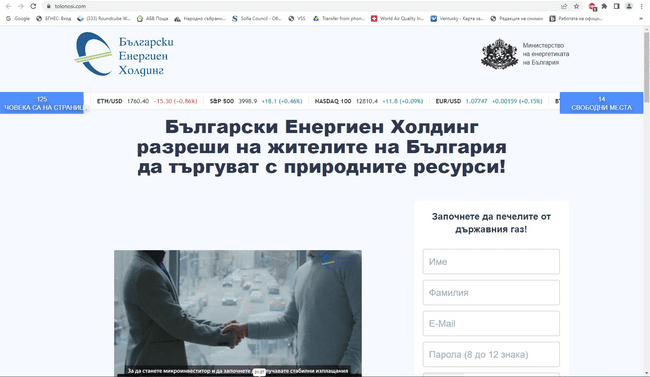 tolonosi.com
Google
БГНЕС- Вход
(333) Roundcube W...
АБВ Поща
Народно събрани...
Sofia Council - Об...
VSS
Transfer from phon...
World Air Quality In...
Ventusky - Карта за...
Редакция на снимки
Работата на офици...
Български
Енергиен
Холдинг
Министерство
на енергетиката
на България
125
ЧОВЕКА СА НА СТРАНИЦ
ETH/USD 1760.40 −15.30 (−0.86%)
S&P 500 3998.9 +18.1 (+0.46%)
NASDAQ 100 12810.4 +11.8 (+0.09%)
EUR/USD 1.07747 +0.00159 (+0.15%)
14
СВОБОДНИ МЕСТА
Български Енергиен Холдинг
разреши на жителите на България
да търгуват с природните ресурси!
Започнете да печелите от
държавния газ!
Име
Фамилия
E-Mail
Парола (8 до 12 знака)
За да станете микроинвеститор и да започнете
лучавате стабилни изплащания